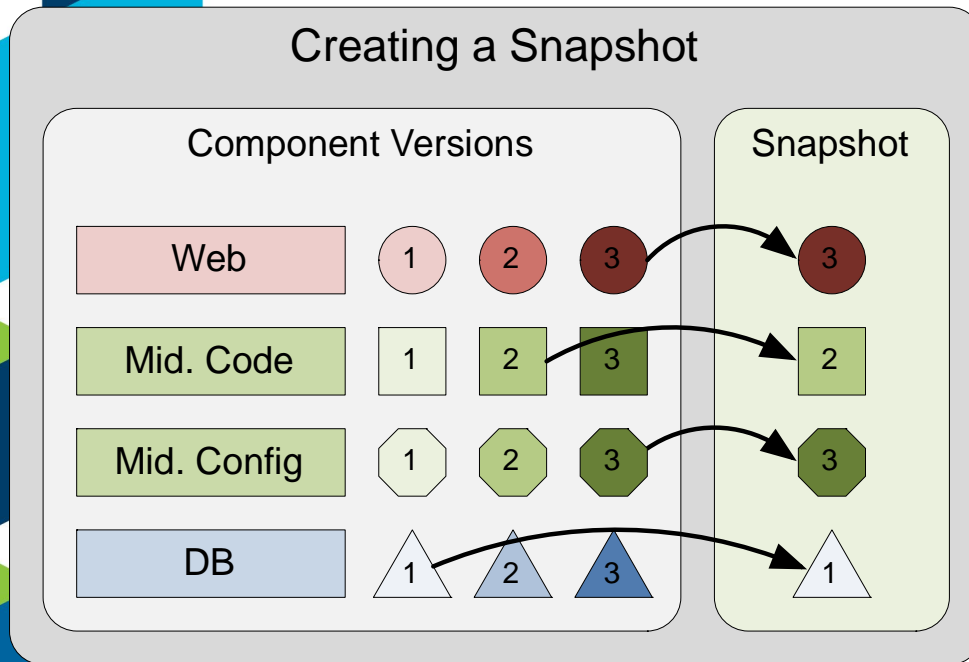 Creating a Snapshot
Component Versions
Snapshot
Web 1 2 3 3
Mid. Code 1 2 3 2
Mid. Config 1 2 3 3
DB 1 2 3 1